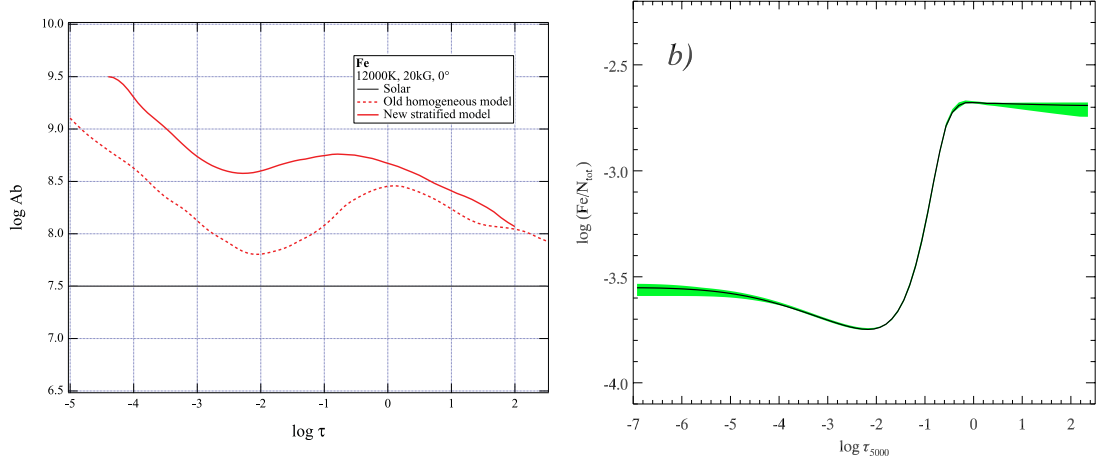 10.0
9.5
9.0
8.5
8.0
7.5
7.0
6.5
log Ab
-5 -4 -3 -2 -1 0 1 2
log τ
Fe
12000K, 20kG, 0°
Solar
Old homogeneous model
New stratified model
b)
-2.5
-3.0
-3.5
-4.0
log (Fe/Ntot)
-7 -6 -5 -4 -3 -2 -1 0 1 2
log τ5000